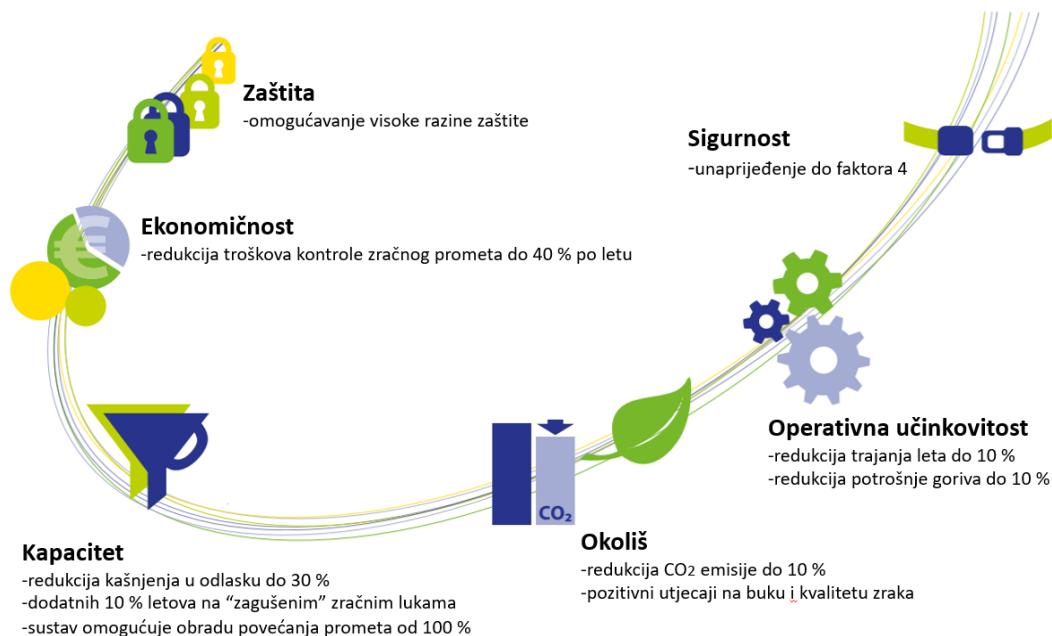 Zaštita
-omogućavanje visoke razine zaštite
Sigurnost
-unaprijeđenje do faktora 4
Ekonomičnost
-redukcija troškova kontrole zračnog prometa do 40 % po letu
Operativna učinkovitost
-redukcija trajanja leta do 10 %
-redukcija potrošnje goriva do 10 %
CO₂
Kapacitet
-redukcija kašnjenja u odlasku do 30 %
-dodatnih 10 % letova na “zagušenim” zračnim lukama
-sustav omogućuje obradu povećanja prometa od 100 %
Okoliš
-redukcija CO2 emisije do 10 %
-pozitivni utjecaji na buku i kvalitetu zraka